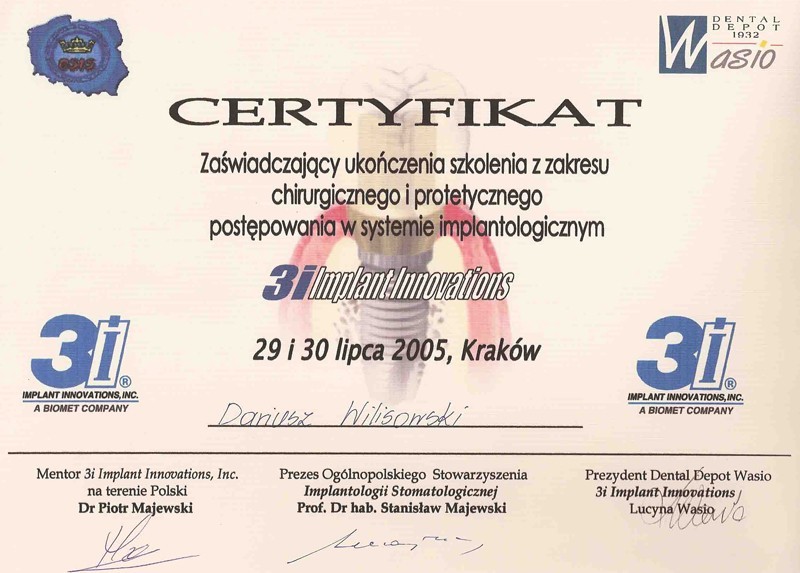 OSIS
DENTAL
DEPOT
1932
Wasio
CERTYFIKAT
Zaświadczający ukończenia szkolenia z zakresu
chirurgicznego i protetycznego
postępowania w systemie implantologicznym
3i Implant Innovations
29 i 30 lipca 2005, Kraków
3i®
IMPLANT INNOVATIONS, INC.
A BIOMET COMPANY
3i®
IMPLANT INNOVATIONS, INC.
A BIOMET COMPANY
Dariusz Wilisowski
Mentor 3i Implant Innovations, Inc.
na terenie Polski
Dr Piotr Majewski
Prezes Ogólnopolskiego Stowarzyszenia
Implantologii Stomatologicznej
Prof. Dr hab. Stanisław Majewski
Prezydent Dental Depot Wasio
3i Implant Innovations
Lucyna Wasio